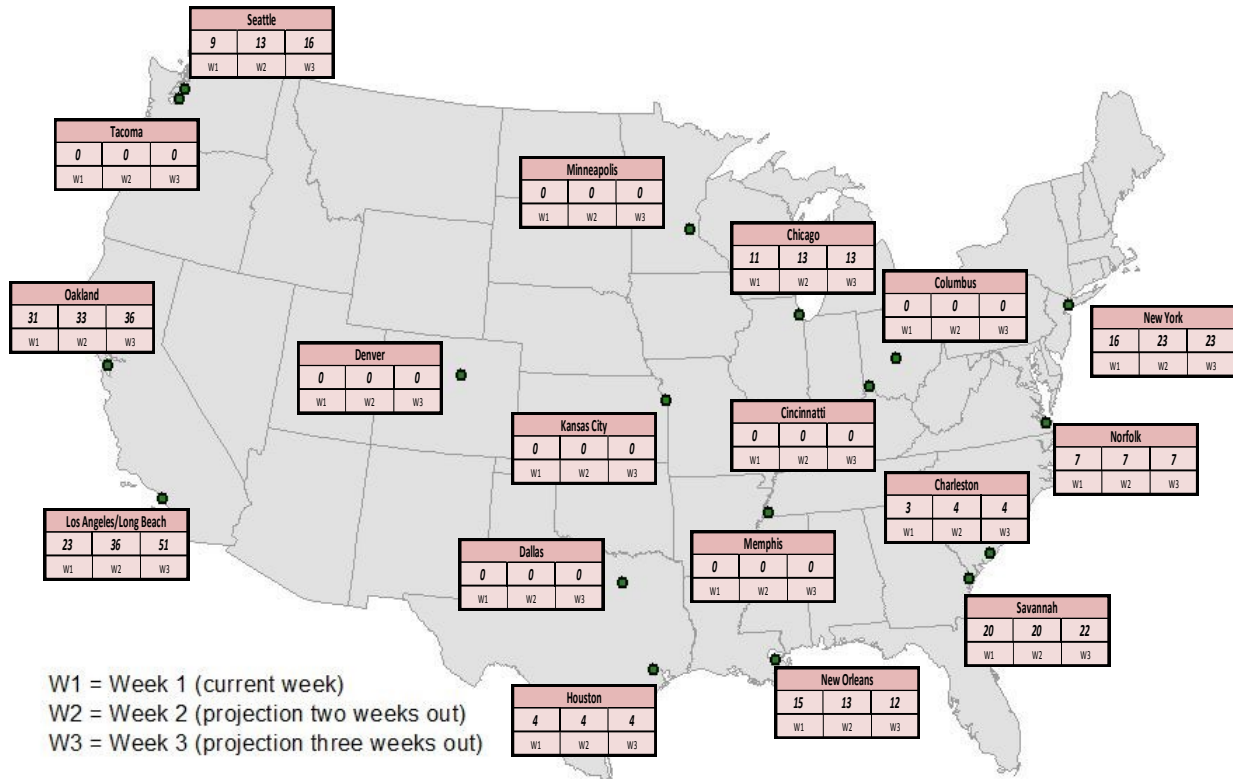 Seattle
9 13 16
W1 W2 W3
Tacoma
0 0 0
W1 W2 W3
Minneapolis
0 0 0
W1 W2 W3
Chicago
11 13 13
W1 W2 W3
Columbus
0 0 0
W1 W2 W3
Oakland
31 33 36
W1 W2 W3
New York
16 23 23
W1 W2 W3
Denver
0 0 0
W1 W2 W3
Kansas City
0 0 0
W1 W2 W3
Cincinnatti
0 0 0
W1 W2 W3
Norfolk
7 7 7
W1 W2 W3
Charleston
3 4 4
W1 W2 W3
Los Angeles/Long Beach
23 36 51
W1 W2 W3
Dallas
0 0 0
W1 W2 W3
Memphis
0 0 0
W1 W2 W3
Savannah
20 20 22
W1 W2 W3
New Orleans
15 13 12
W1 W2 W3
Houston
4 4 4
W1 W2 W3
W1 = Week 1 (current week)
W2 = Week 2 (projection two weeks out)
W3 = Week 3 (projection three weeks out)